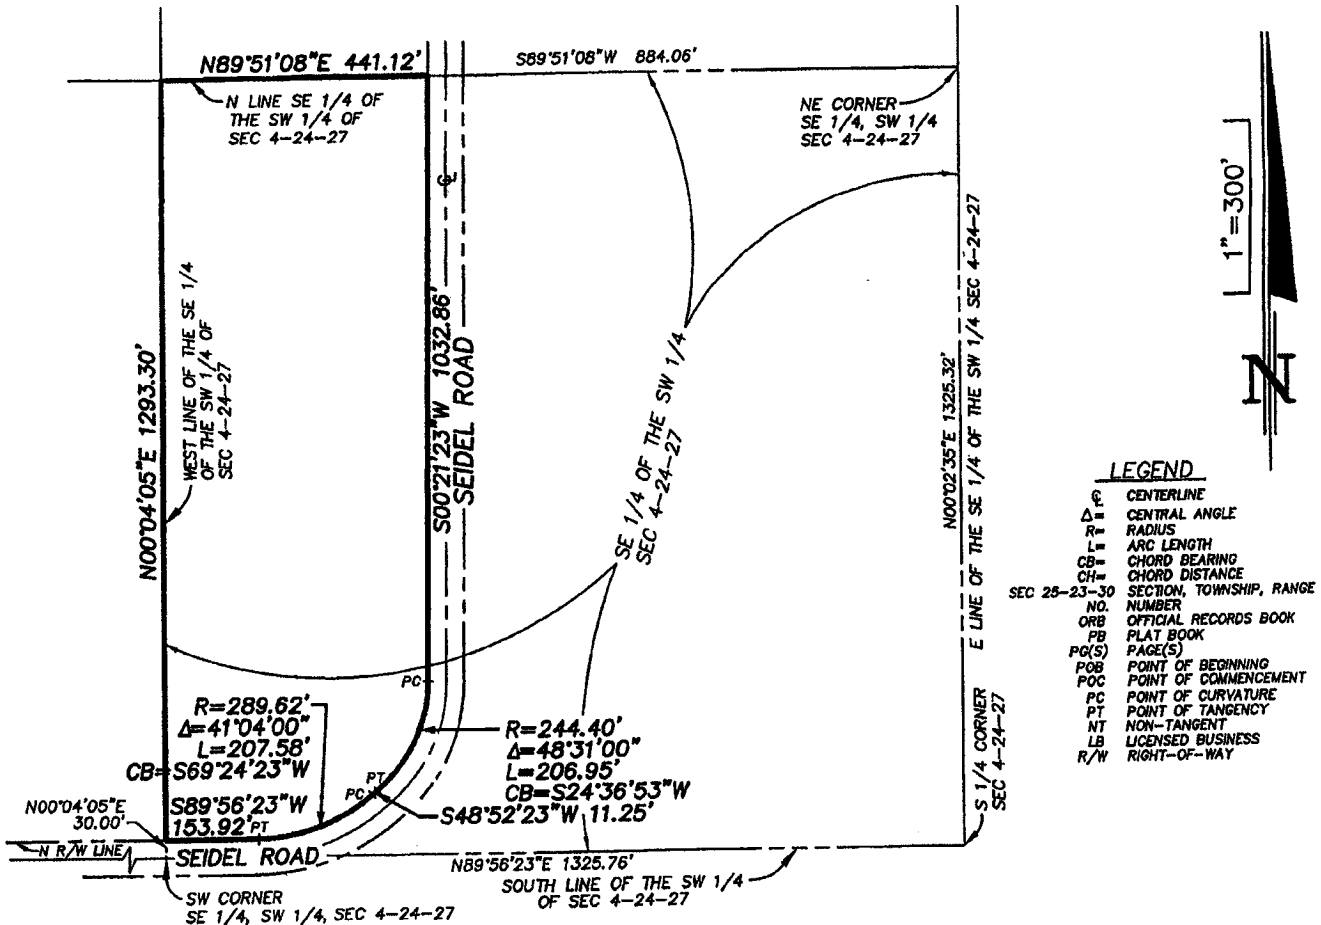 N89°51'08"E 441.12'
S89°51'08"W 884.06'
N LINE SE 1/4 OF
THE SW 1/4 OF
SEC 4-24-27
NE CORNER
SE 1/4, SW 1/4
SEC 4-24-27
1"=300'
N
℄
WEST LINE OF THE SE 1/4
OF THE SW 1/4 OF
SEC 4-24-27
N00°04'05"E 1293.30'
S00°21'23"W 1032.86'
SEIDEL ROAD
SE 1/4 OF THE SW 1/4
SEC 4-24-27
N00°02'35"E 1325.32'
E LINE OF THE SE 1/4 OF THE SW 1/4 SEC 4-24-27
S 1/4 CORNER
SEC 4-24-27
PC
R=289.62'
Δ=41°04'00"
L=207.58'
CB=S69°24'23"W
R=244.40'
Δ=48°31'00"
L=206.95'
CB=S24°36'53"W
PT
PC
S48°52'23"W 11.25'
N00°04'05"E
30.00'
S89°56'23"W
153.92'
PT
N R/W LINE
SEIDEL ROAD
N89°56'23"E 1325.76'
SOUTH LINE OF THE SW 1/4
OF SEC 4-24-27
SW CORNER
SE 1/4, SW 1/4, SEC 4-24-27
LEGEND
℄ CENTERLINE
Δ= CENTRAL ANGLE
R= RADIUS
L= ARC LENGTH
CB= CHORD BEARING
CH= CHORD DISTANCE
SEC 25-23-30 SECTION, TOWNSHIP, RANGE
NO. NUMBER
ORB OFFICIAL RECORDS BOOK
PB PLAT BOOK
PG(S) PAGE(S)
POB POINT OF BEGINNING
POC POINT OF COMMENCEMENT
PC POINT OF CURVATURE
PT POINT OF TANGENCY
NT NON-TANGENT
LB LICENSED BUSINESS
R/W RIGHT-OF-WAY